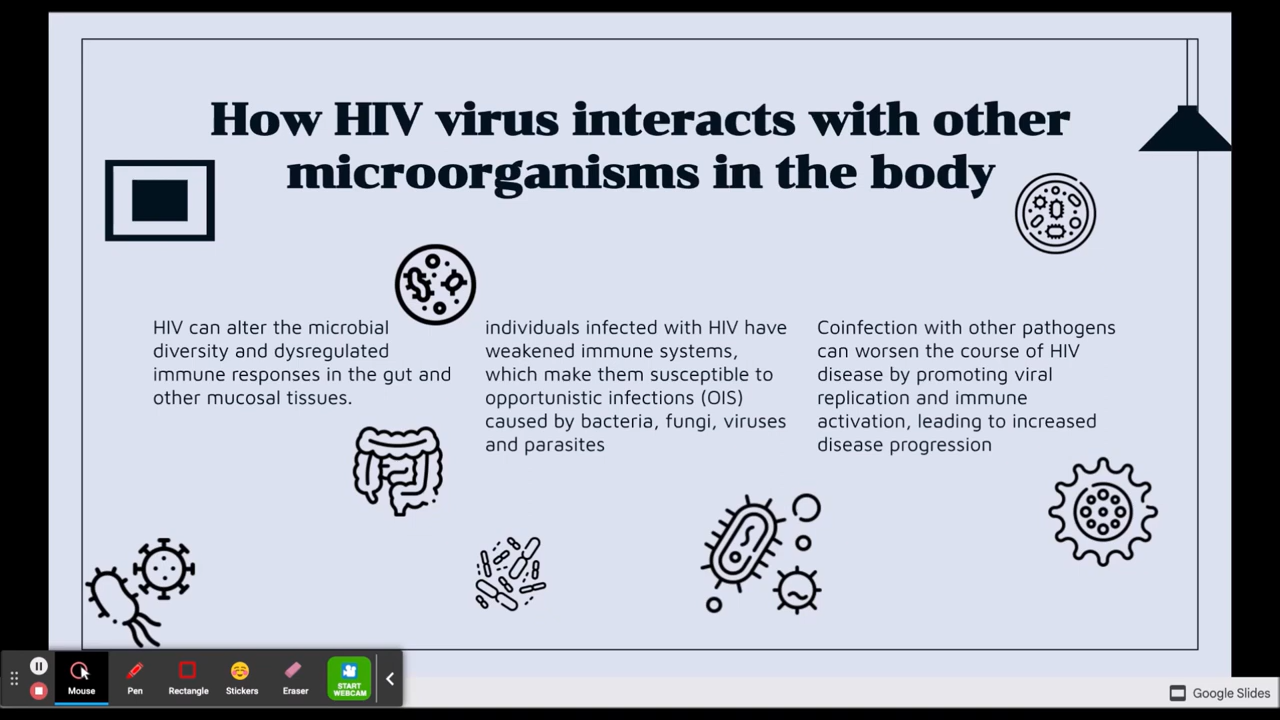 How HIV virus interacts with other
microorganisms in the body
HIV can alter the microbial
diversity and dysregulated
immune responses in the gut and
other mucosal tissues.
individuals infected with HIV have
weakened immune systems,
which make them susceptible to
opportunistic infections (OIS)
caused by bacteria, fungi, viruses
and parasites
Coinfection with other pathogens
can worsen the course of HIV
disease by promoting viral
replication and immune
activation, leading to increased
disease progression
Mouse
Pen
Rectangle
Stickers
Eraser
START
WEBCAM
Google Slides